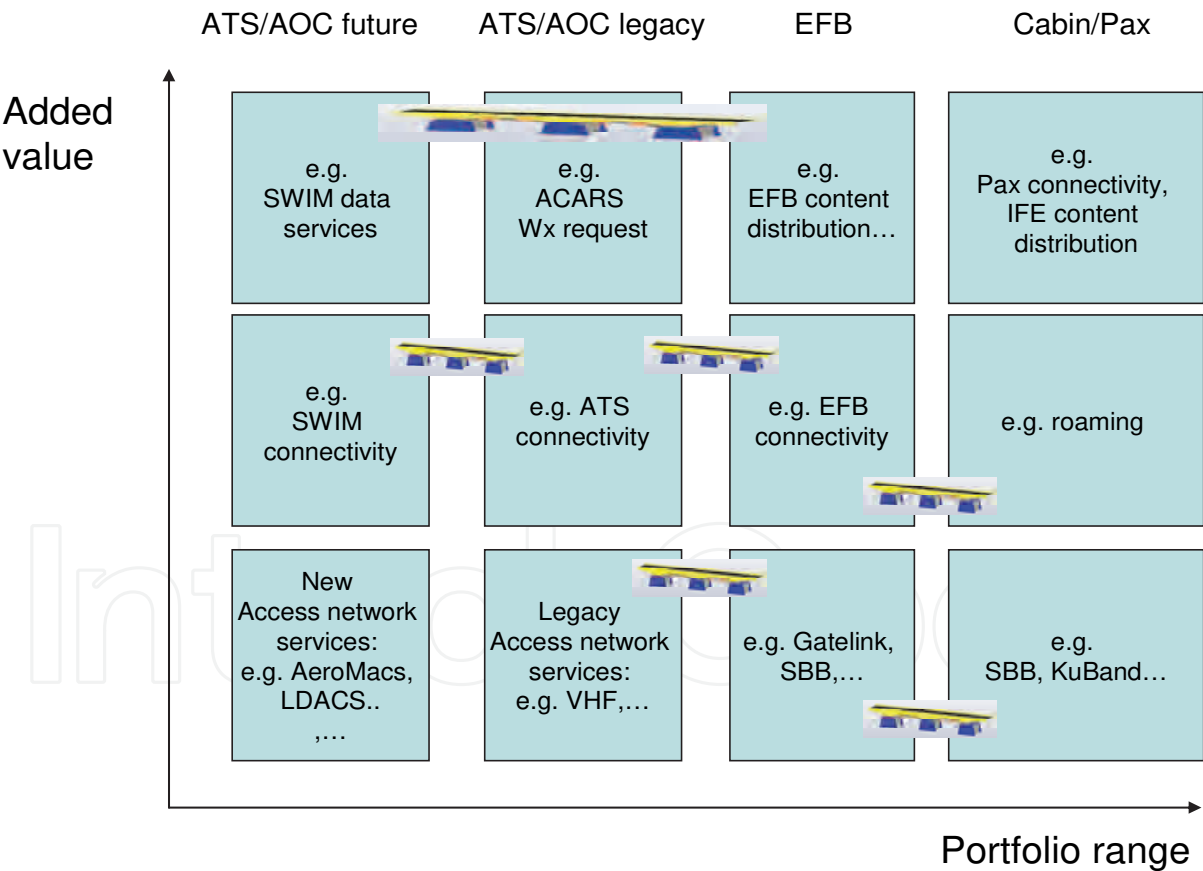 ATS/AOC future
ATS/AOC legacy
EFB
Cabin/Pax
Added
value
e.g.
SWIM data
services
e.g.
ACARS
Wx request
e.g.
EFB content
distribution…
e.g.
Pax connectivity,
IFE content
distribution
e.g.
SWIM
connectivity
e.g. ATS
connectivity
e.g. EFB
connectivity
e.g. roaming
New
Access network
services:
e.g. AeroMacs,
LDACS..
,…
Legacy
Access network
services:
e.g. VHF,…
e.g. Gatelink,
SBB,…
e.g.
SBB, KuBand…
Portfolio range